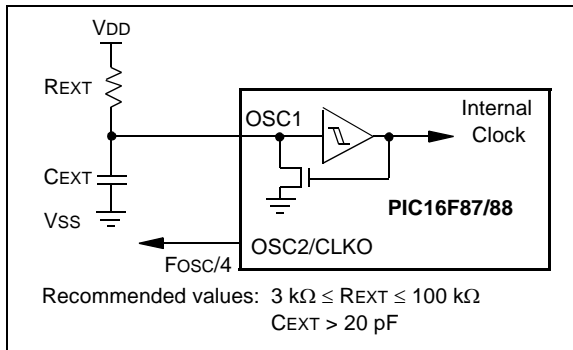 VDD
REXT
CEXT
VSS
OSC1
Internal
Clock
PIC16F87/88
OSC2/CLKO
FOSC/4
Recommended values: 3 kΩ ≤ REXT ≤ 100 kΩ
CEXT > 20 pF